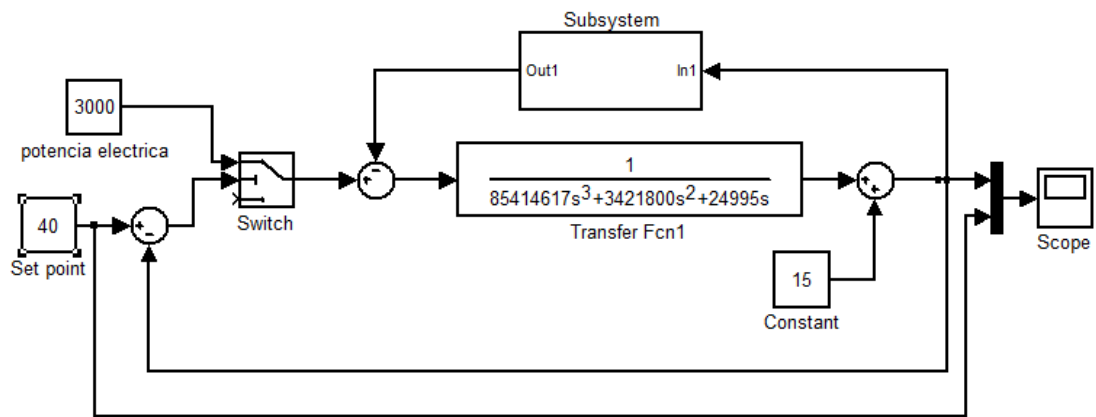 Subsystem
Out1 In1
3000
potencia electrica
Switch
40
Set point
1
85414617s³+3421800s²+24995s
Transfer Fcn1
15
Constant
Scope